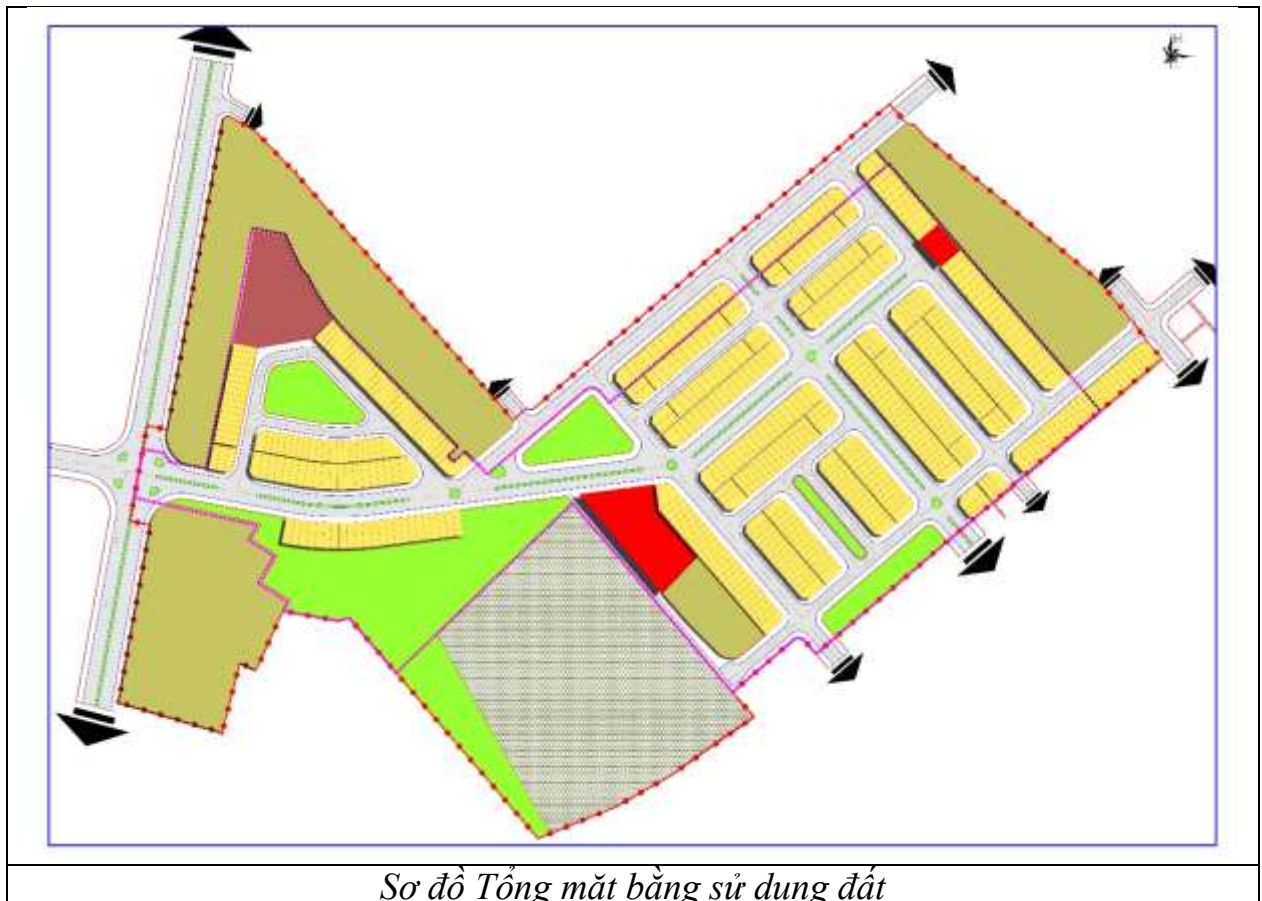 Sơ đồ Tổng mặt bằng sử dụng đất